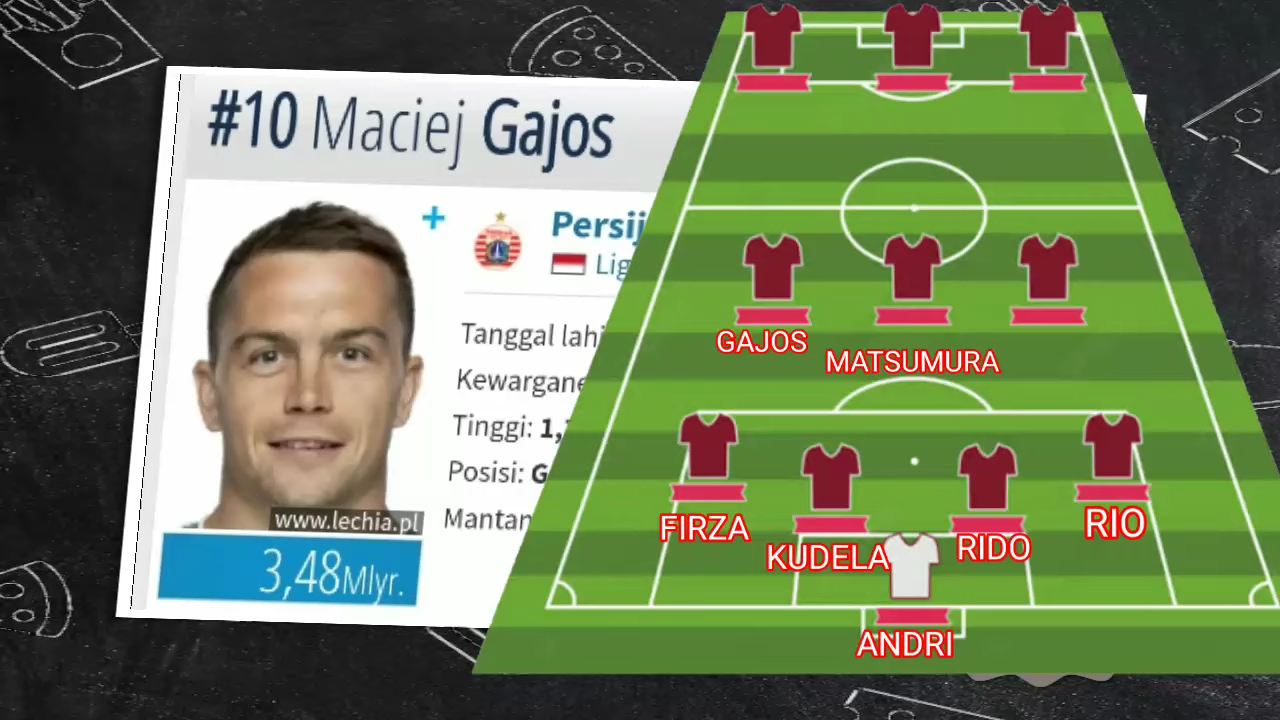 #10 Maciej Gajos
Persij
Lig
Tanggal lahi
Kewargane
Tinggi: 1,
Posisi: G
Mantan
www.lechia.pl
3,48Mlyr.
GAJOS
MATSUMURA
FIRZA
KUDELA
RIDO
RIO
ANDRI